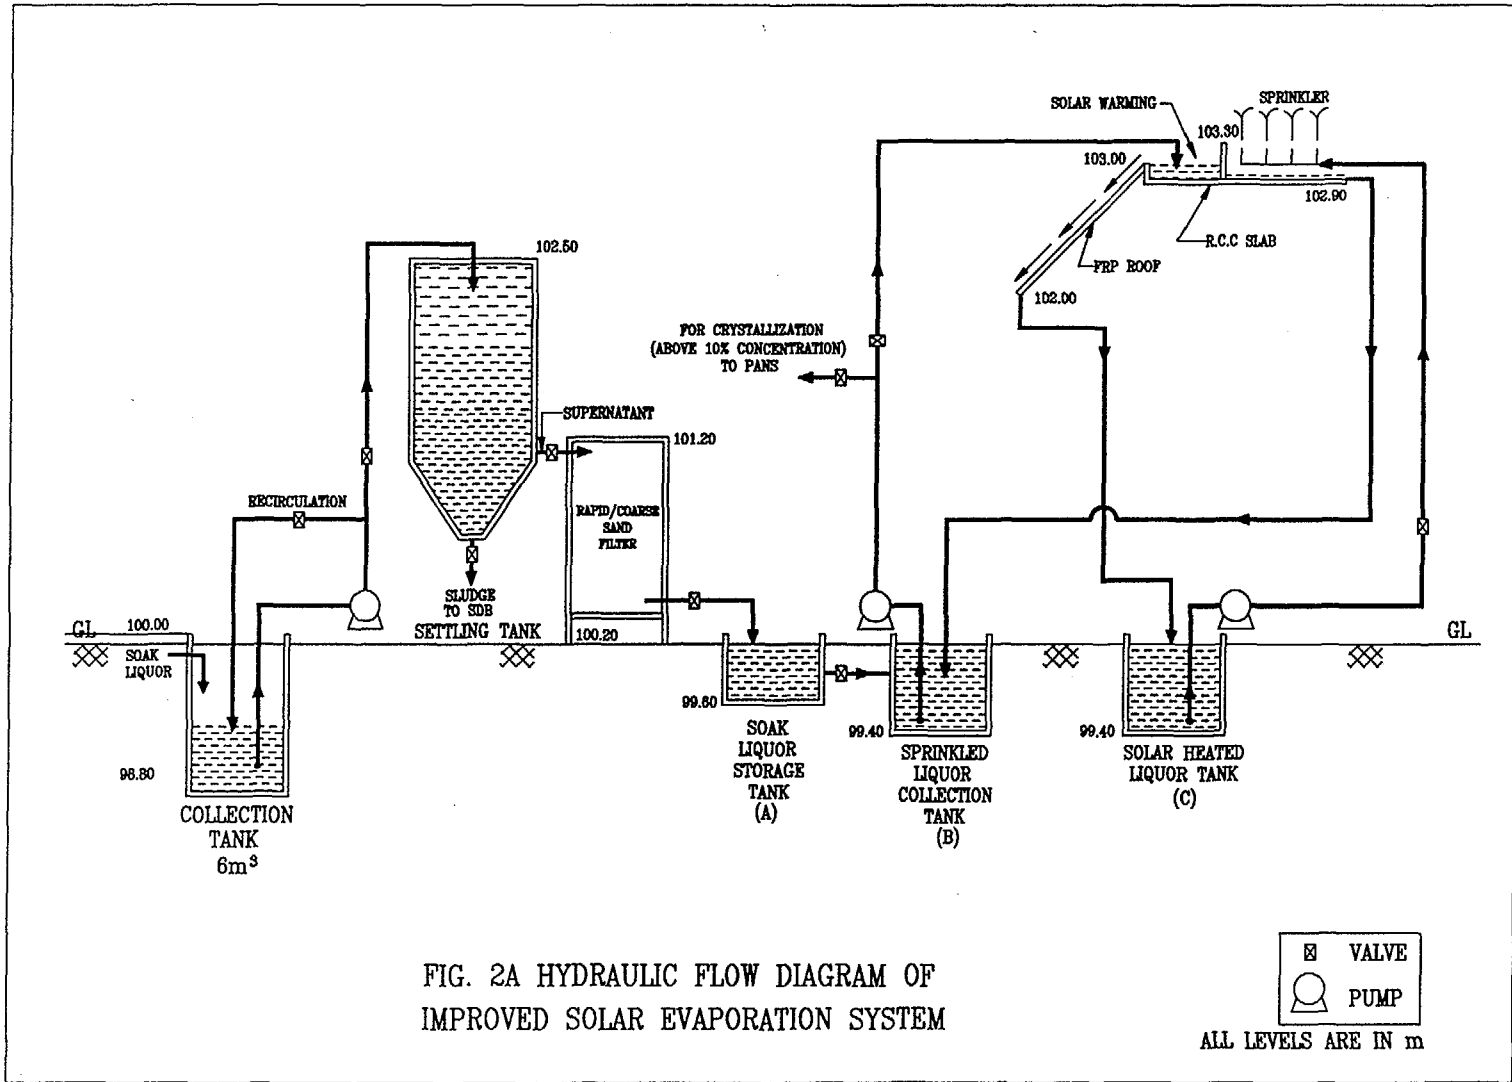 SOLAR WARMING
SPRINKLER
103.30
103.00
102.90
R.C.C SLAB
FRP ROOF
102.00
102.50
FOR CRYSTALLIZATION
(ABOVE 10% CONCENTRATION)
TO PANS
SUPERNATANT
101.20
RECIRCULATION
RAPID/COARSE
SAND
FILTER
SLUDGE
TO SDB
SETTLING TANK
100.20
GL
100.00
GL
SOAK
LIQUOR
98.80
COLLECTION
TANK
6m³
99.60
SOAK
LIQUOR
STORAGE
TANK
(A)
99.40
SPRINKLED
LIQUOR
COLLECTION
TANK
(B)
99.40
SOLAR HEATED
LIQUOR TANK
(C)
FIG. 2A HYDRAULIC FLOW DIAGRAM OF
IMPROVED SOLAR EVAPORATION SYSTEM
VALVE
PUMP
ALL LEVELS ARE IN m